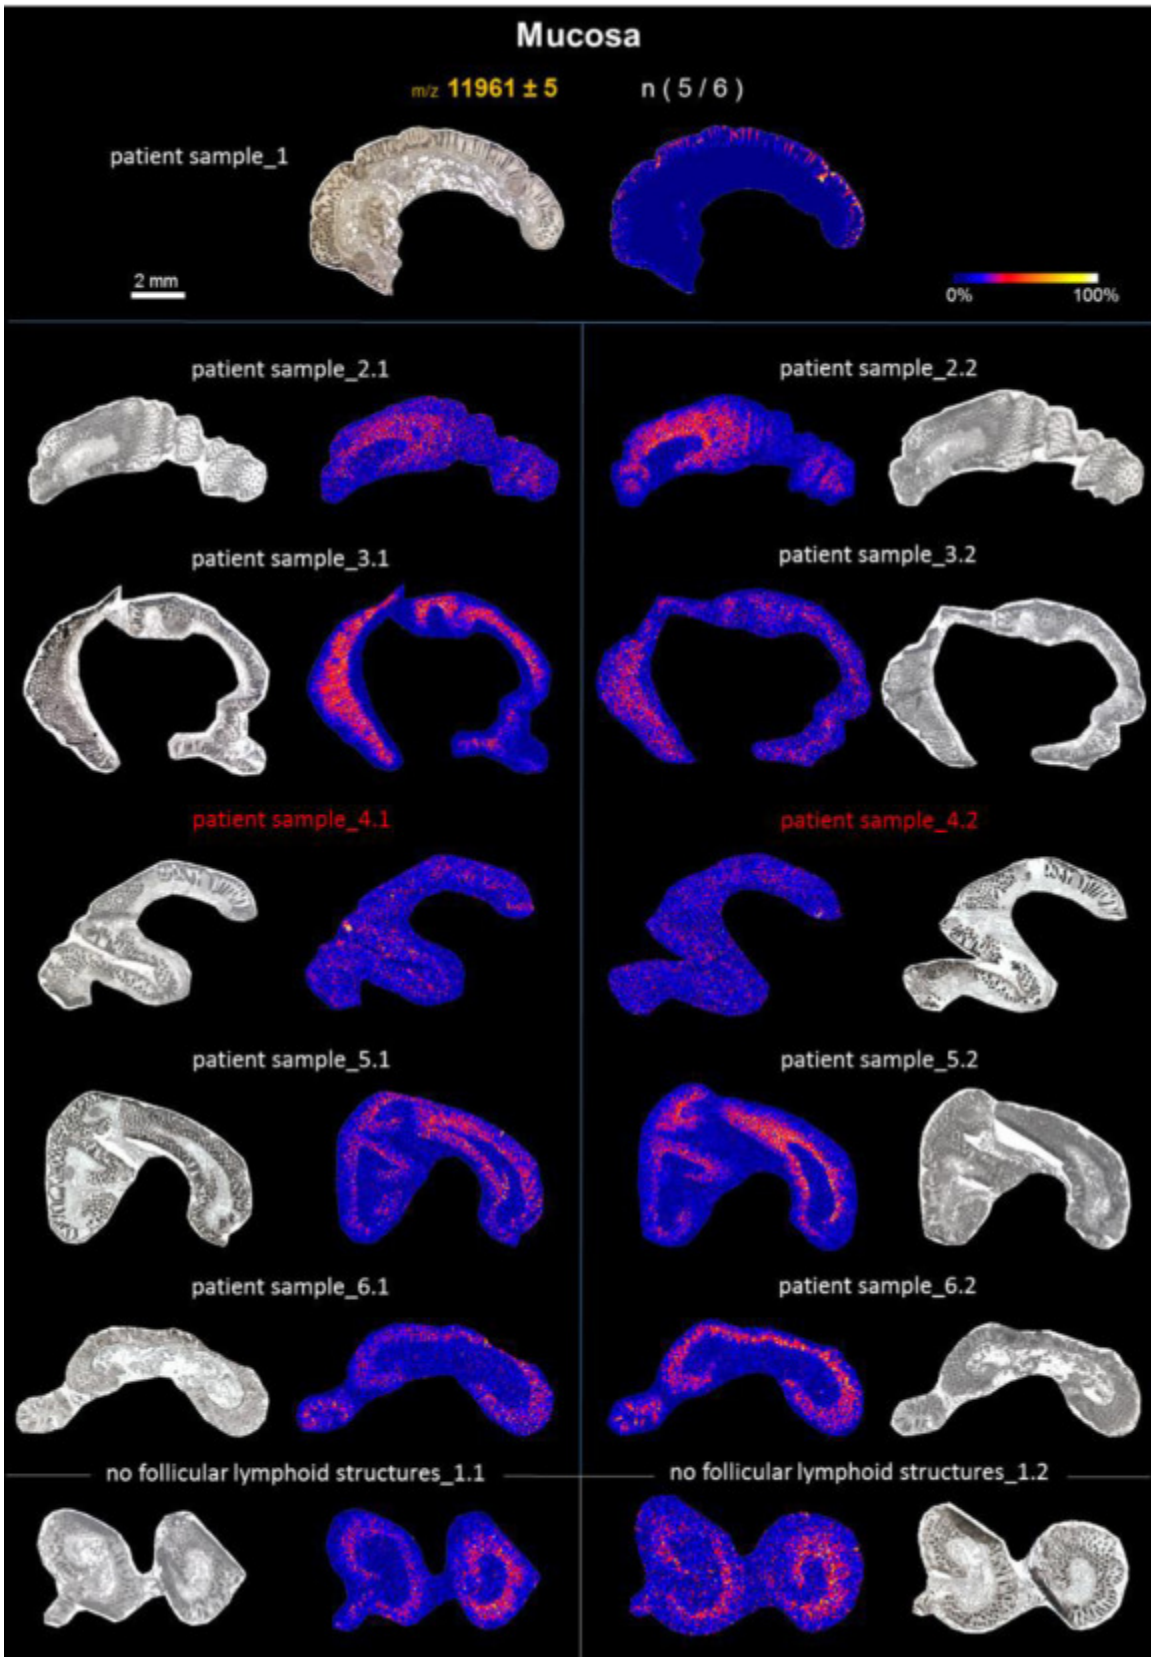 Mucosa
m/z 11961 ± 5 n ( 5 / 6 )
patient sample_1
2 mm
0% 100%
patient sample_2.1 patient sample_2.2
patient sample_3.1 patient sample_3.2
patient sample_4.1 patient sample_4.2
patient sample_5.1 patient sample_5.2
patient sample_6.1 patient sample_6.2
no follicular lymphoid structures_1.1 no follicular lymphoid structures_1.2